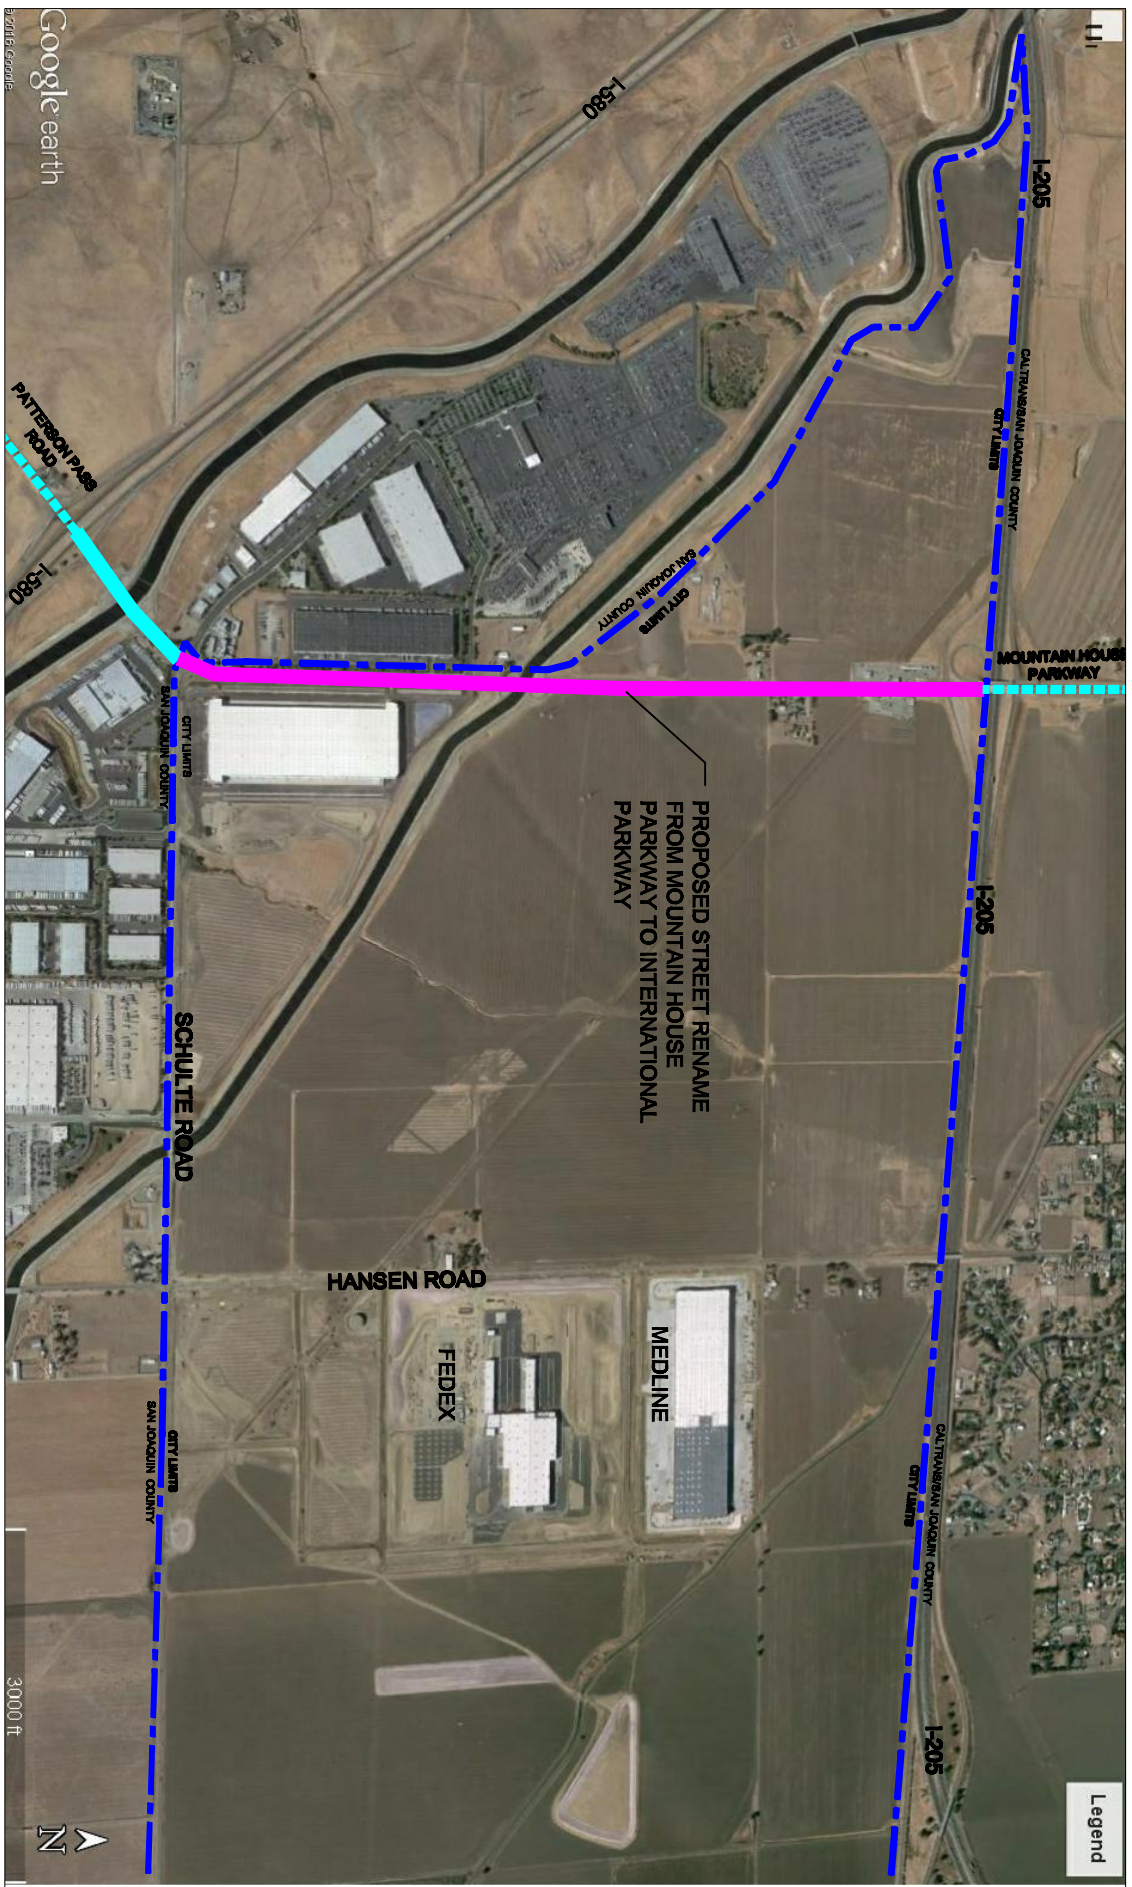 I-205
CALTRANS/SAN JOAQUIN COUNTY
CITY LIMITS
MOUNTAIN HOUSE
PARKWAY
I-205
CALTRANS/SAN JOAQUIN COUNTY
CITY LIMITS
I-205
Legend
I-580
SAN JOAQUIN COUNTY
CITY LIMITS
PROPOSED STREET RENAME
FROM MOUNTAIN HOUSE
PARKWAY TO INTERNATIONAL
PARKWAY
MEDLINE
FEDEX
HANSEN ROAD
CITY LIMITS
SAN JOAQUIN COUNTY
SCHULTE ROAD
CITY LIMITS
SAN JOAQUIN COUNTY
PATTERSON PASS
ROAD
I-580
Google earth
2016 Google
3000 ft
N